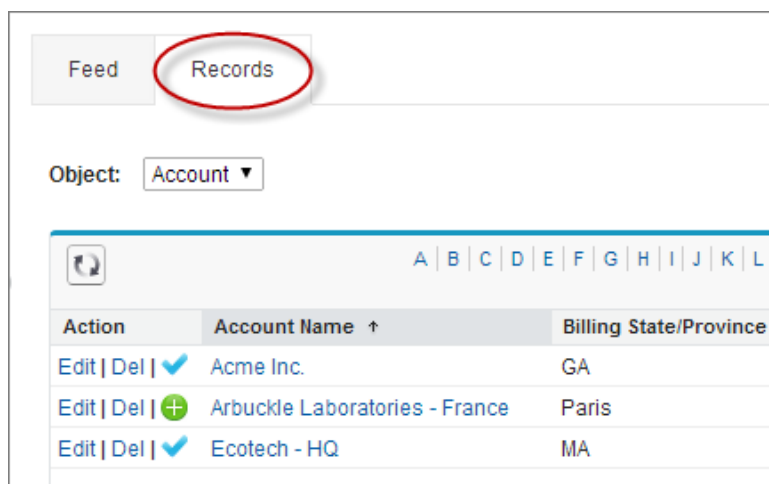 Feed Records
Object: Account ▼
A | B | C | D | E | F | G | H | I | J | K | L
Action Account Name ↑ Billing State/Province
Edit | Del | Acme Inc. GA
Edit | Del | Arbuckle Laboratories - France Paris
Edit | Del | Ecotech - HQ MA